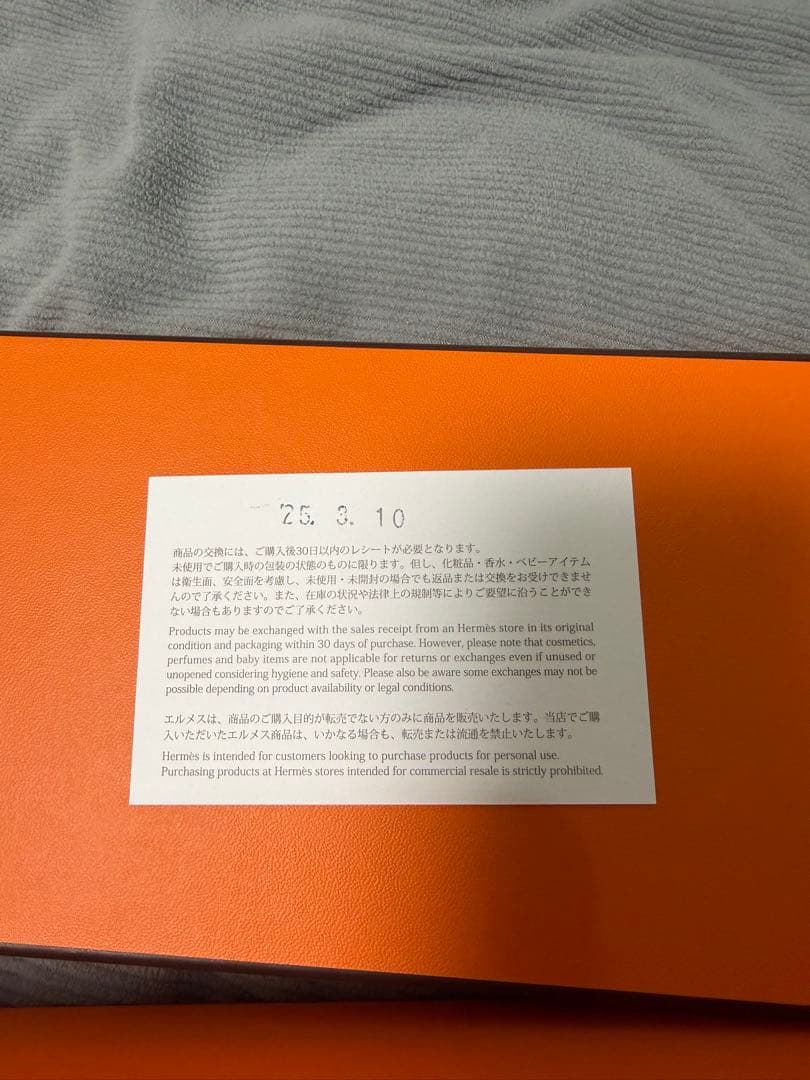 '25. 3. 10
商品の交換には、ご購入後30日以内のレシートが必要となります。
未使用でご購入時の包装の状態のものに限ります。但し、化粧品・香水・ベビーアイテム
は衛生面、安全面を考慮し、未使用・未開封の場合でも返品または交換をお受けできませ
んので了承ください。また、在庫の状況や法律上の規制等によりご要望に沿うことができ
ない場合もありますのでご了承ください。
Products may be exchanged with the sales receipt from an Hermès store in its original
condition and packaging within 30 days of purchase. However, please note that cosmetics,
perfumes and baby items are not applicable for returns or exchanges even if unused or
unopened considering hygiene and safety. Please also be aware some exchanges may not be
possible depending on product availability or legal conditions.
エルメスは、商品のご購入目的が転売でない方のみに商品を販売いたします。当店でご購
入いただいたエルメス商品は、いかなる場合も、転売または流通を禁止いたします。
Hermès is intended for customers looking to purchase products for personal use.
Purchasing products at Hermès stores intended for commercial resale is strictly prohibited.